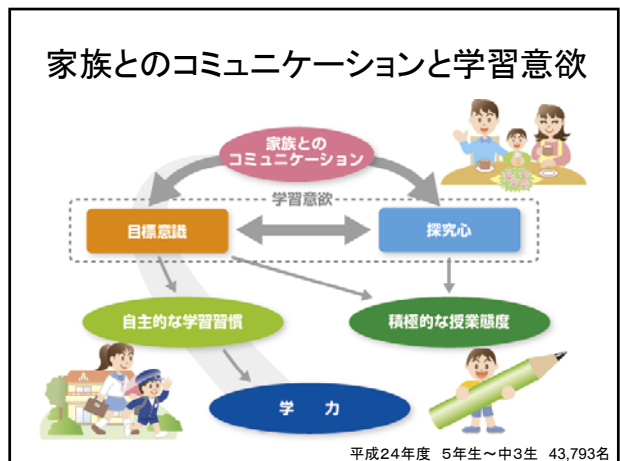 家族とのコミュニケーションと学習意欲
家族との
コミュニケーション
学習意欲
目標意識
探究心
自主的な学習習慣
積極的な授業態度
学 力
平成24年度 5年生～中3生 43,793名